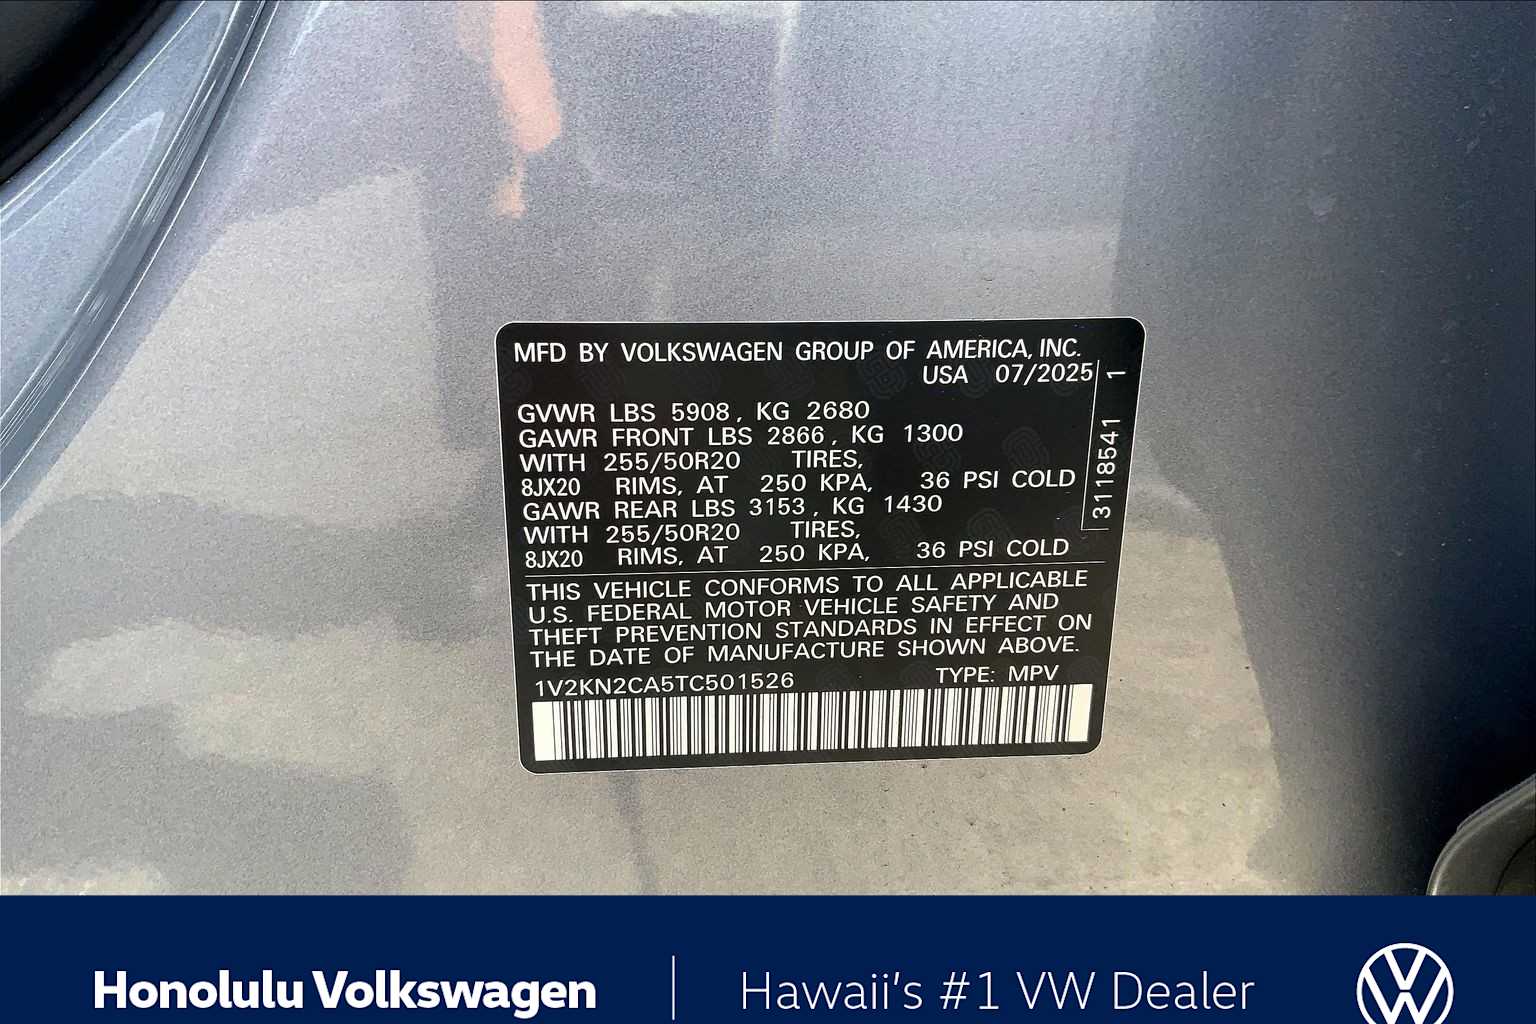 MFD BY VOLKSWAGEN GROUP OF AMERICA, INC.
USA 07/2025
GVWR LBS 5908, KG 2680
GAWR FRONT LBS 2866, KG 1300
WITH 255/50R20 TIRES,
8JX20 RIMS, AT 250 KPA, 36 PSI COLD
GAWR REAR LBS 3153, KG 1430
WITH 255/50R20 TIRES,
8JX20 RIMS, AT 250 KPA, 36 PSI COLD
3118541 1
THIS VEHICLE CONFORMS TO ALL APPLICABLE
U.S. FEDERAL MOTOR VEHICLE SAFETY AND
THEFT PREVENTION STANDARDS IN EFFECT ON
THE DATE OF MANUFACTURE SHOWN ABOVE.
1V2KN2CA5TC501526 TYPE: MPV
Honolulu Volkswagen | Hawaii's #1 VW Dealer